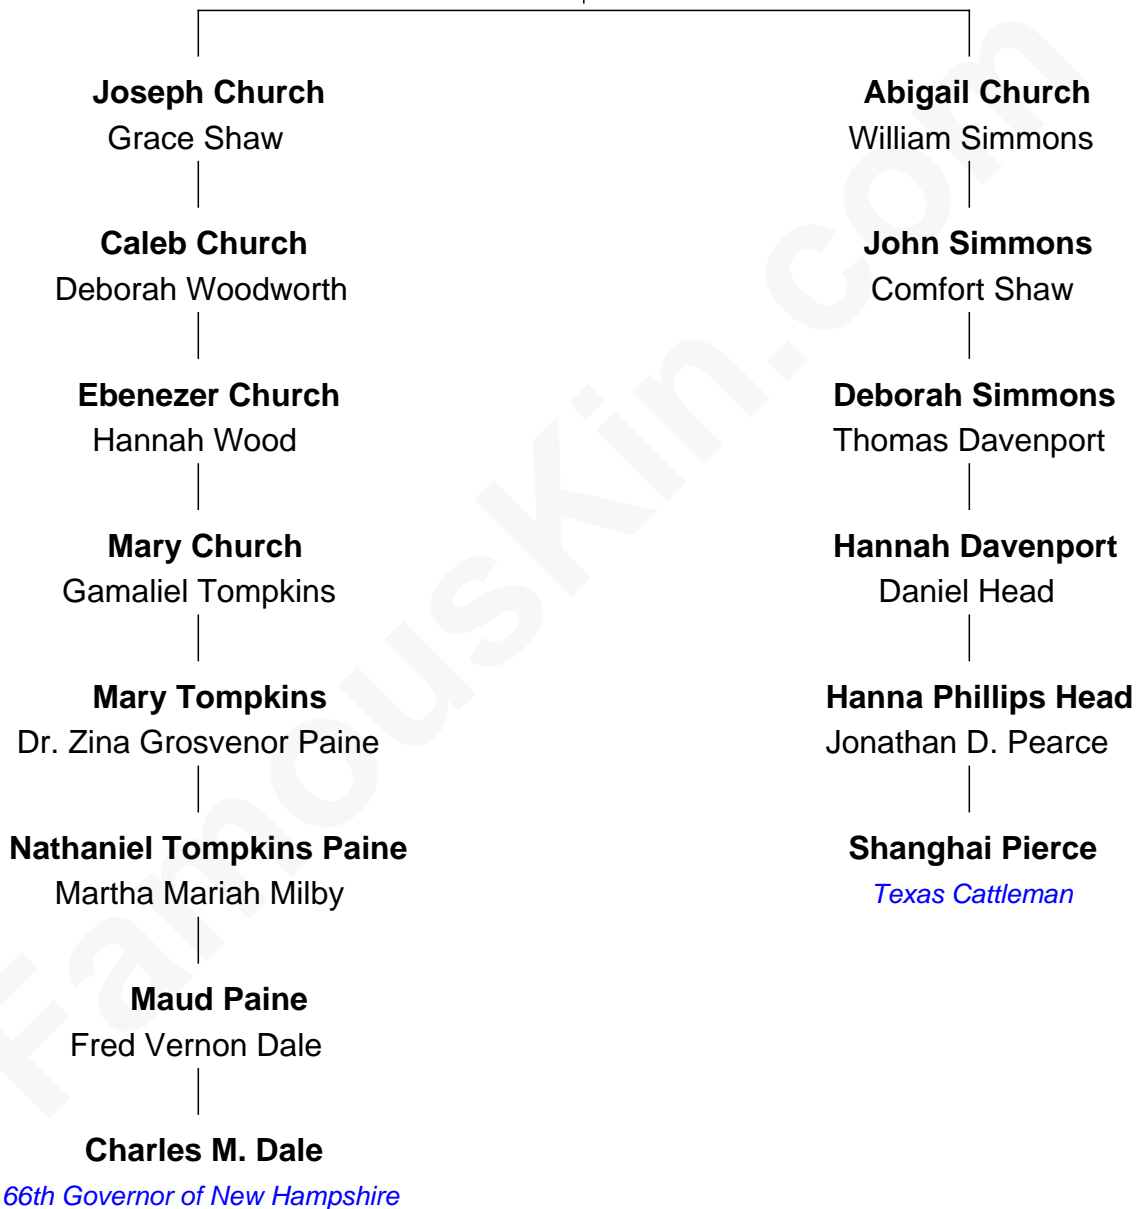 Joseph Church
Grace Shaw
Caleb Church
Deborah Woodworth
Ebenezer Church
Hannah Wood
Mary Church
Gamaliel Tompkins
Mary Tompkins
Dr. Zina Grosvenor Paine
Nathaniel Tompkins Paine
Martha Mariah Milby
Maud Paine
Fred Vernon Dale
Charles M. Dale
66th Governor of New Hampshire
Abigail Church
William Simmons
John Simmons
Comfort Shaw
Deborah Simmons
Thomas Davenport
Hannah Davenport
Daniel Head
Hanna Phillips Head
Jonathan D. Pearce
Shanghai Pierce
Texas Cattleman
FamousKin.com